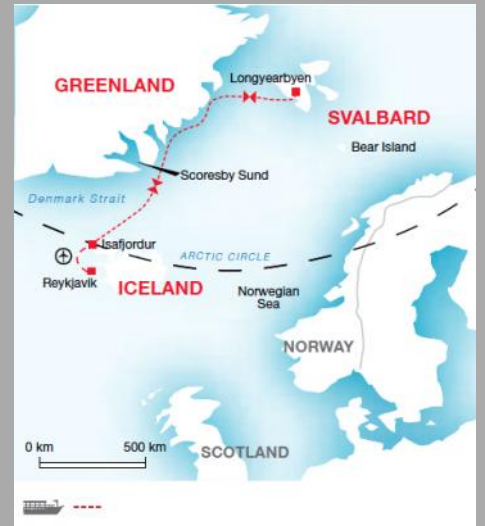 GREENLAND
Longyearbyen
SVALBARD
Bear Island
Scoresby Sund
Denmark Strait
Isafjordur
ARCTIC CIRCLE
Reykjavik
ICELAND
Norwegian
Sea
NORWAY
0 km 500 km
SCOTLAND